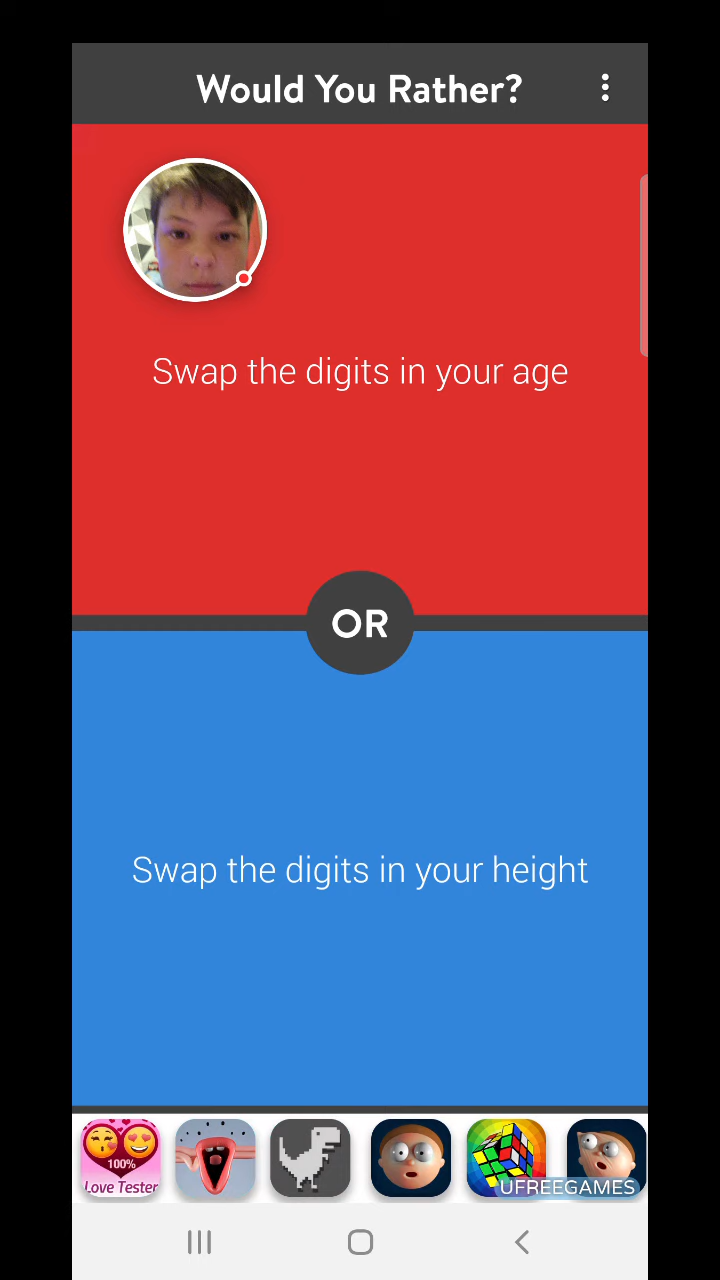 Would You Rather?
Swap the digits in your age
OR
Swap the digits in your height
100%
Love Tester
UFREEGAMES